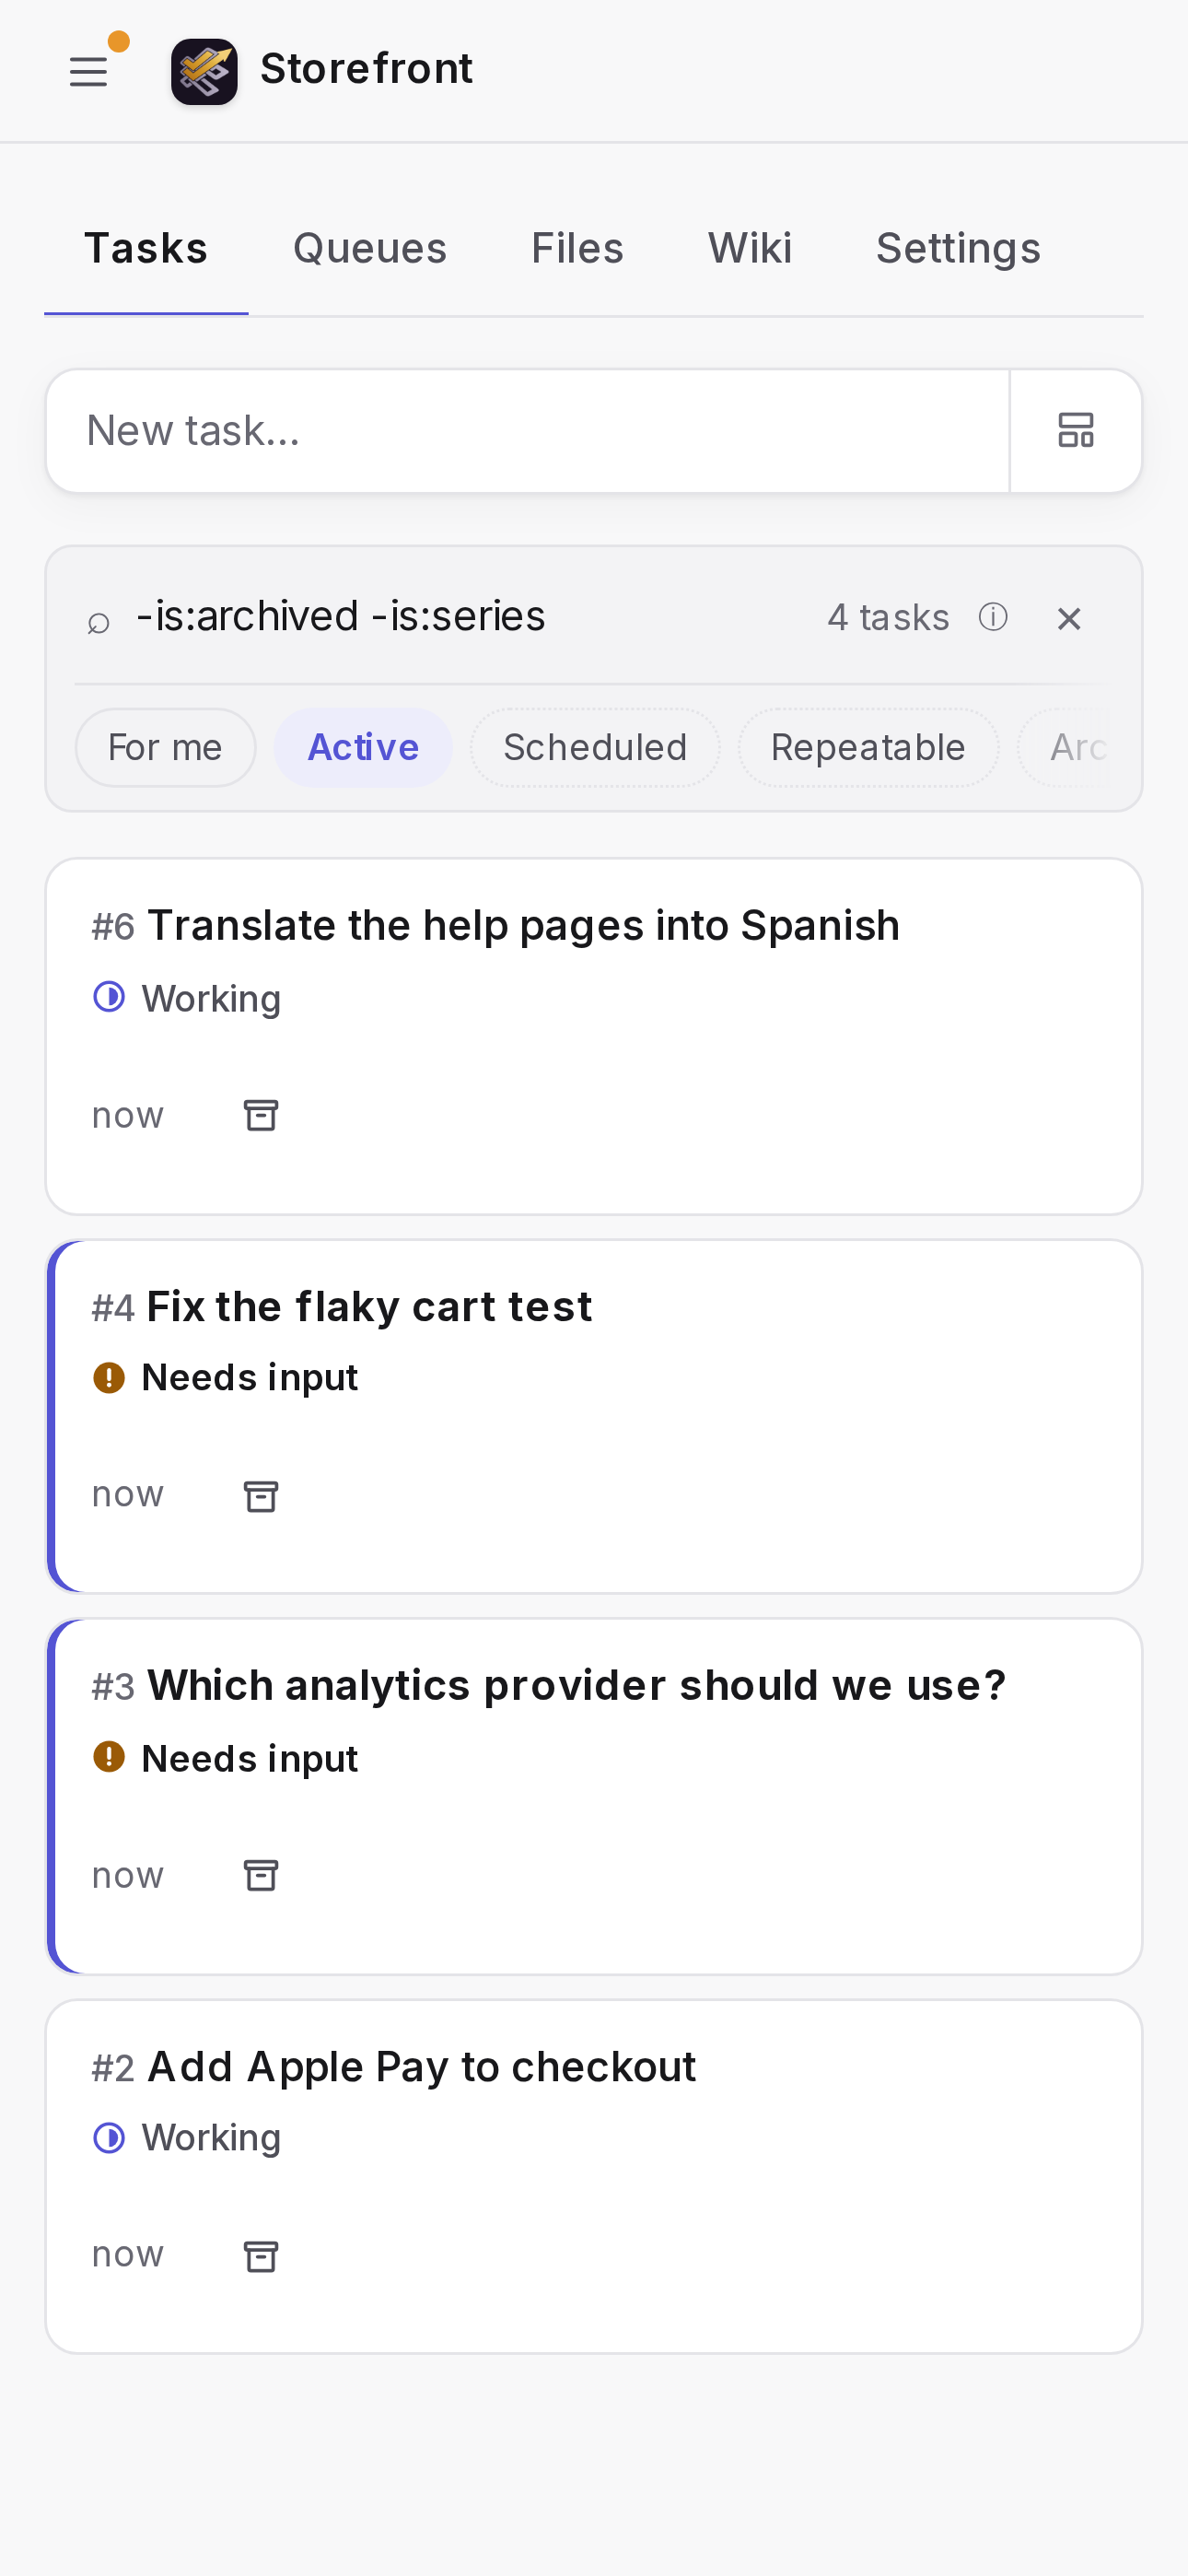 Storefront
Tasks Queues Files Wiki Settings
New task...
-is:archived -is:series 4 tasks
For me Active Scheduled Repeatable Arc
#6 Translate the help pages into Spanish
Working
now
#4 Fix the flaky cart test
Needs input
now
#3 Which analytics provider should we use?
Needs input
now
#2 Add Apple Pay to checkout
Working
now